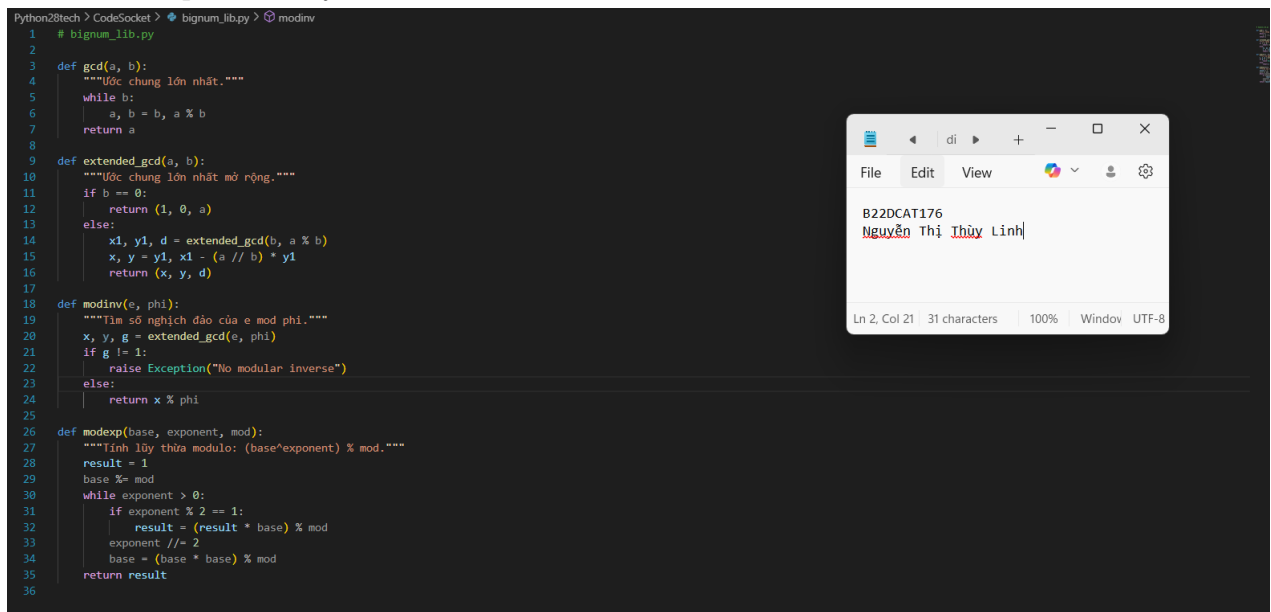 Python28tech > CodeSocket > bignum_lib.py > modinv
1 # bignum_lib.py
2
3 def gcd(a, b):
4 """Ước chung lớn nhất."""
5 while b:
6 a, b = b, a % b
7 return a
8
9 def extended_gcd(a, b):
10 """Ước chung lớn nhất mở rộng."""
11 if b == 0:
12 return (1, 0, a)
13 else:
14 x1, y1, d = extended_gcd(b, a % b)
15 x, y = y1, x1 - (a // b) * y1
16 return (x, y, d)
17
18 def modinv(e, phi):
19 """Tìm số nghịch đảo của e mod phi."""
20 x, y, g = extended_gcd(e, phi)
21 if g != 1:
22 raise Exception("No modular inverse")
23 else:
24 return x % phi
25
26 def modexp(base, exponent, mod):
27 """Tính lũy thừa modulo: (base^exponent) % mod."""
28 result = 1
29 base %= mod
30 while exponent > 0:
31 if exponent % 2 == 1:
32 result = (result * base) % mod
33 exponent //= 2
34 base = (base * base) % mod
35 return result
36
di
File Edit View
B22DCAT176
Nguyễn Thị Thùy Linh
Ln 2, Col 21 31 characters 100% Window UTF-8